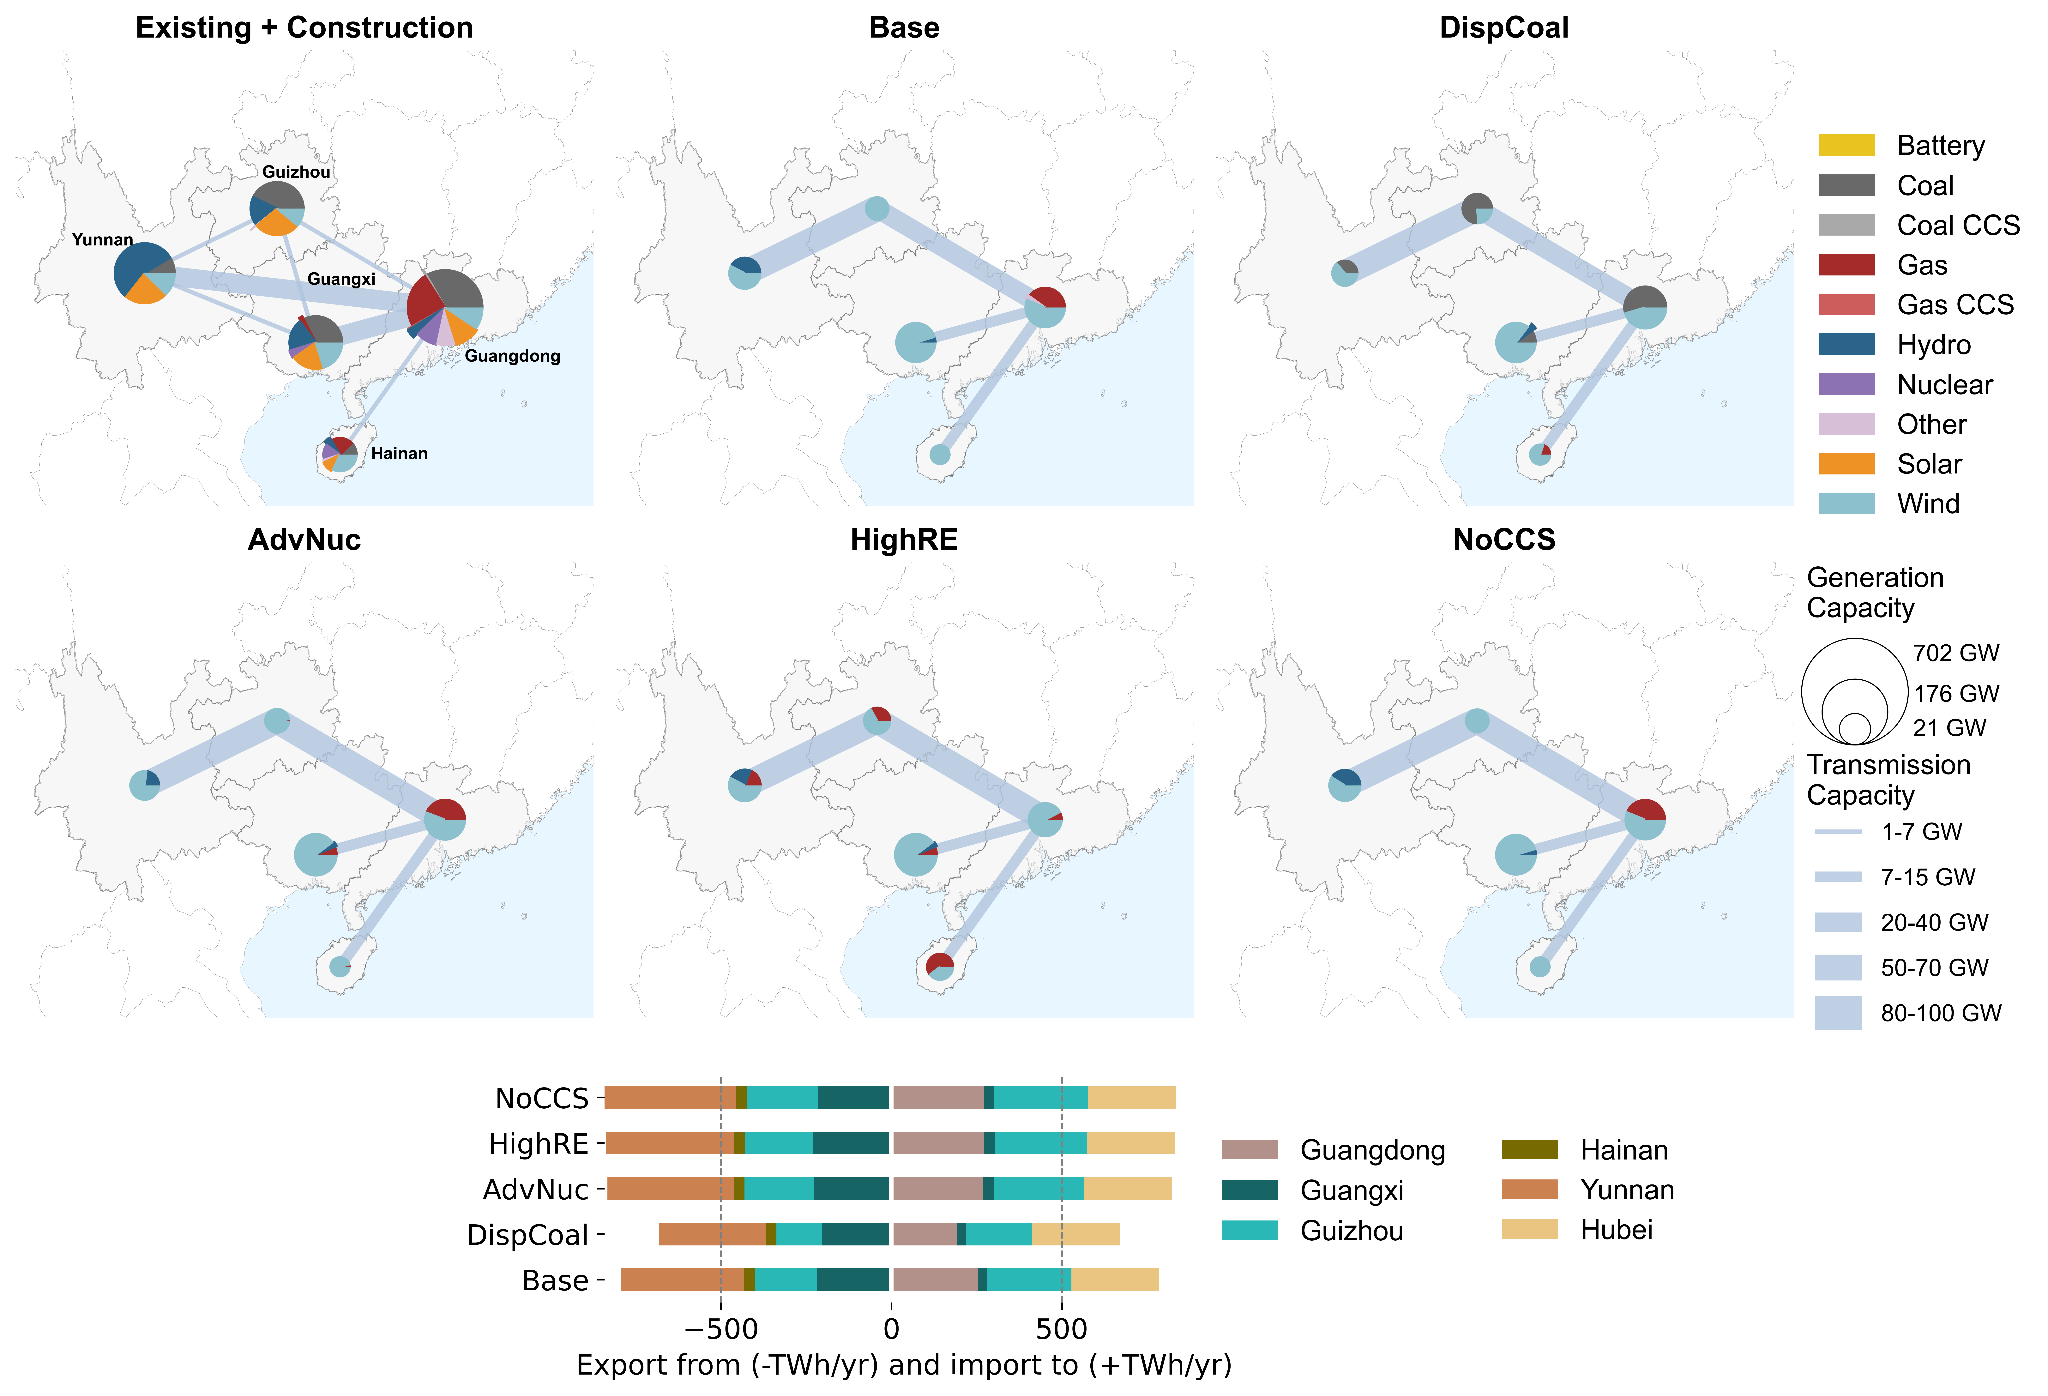 Existing + Construction
Base
DispCoal
Guizhou
Yunnan
Guangxi
Guangdong
Hainan
Battery
Coal
Coal CCS
Gas
Gas CCS
Hydro
Nuclear
Other
Solar
Wind
AdvNuc
HighRE
NoCCS
Generation
Capacity
702 GW
176 GW
21 GW
Transmission
Capacity
1-7 GW
7-15 GW
20-40 GW
50-70 GW
80-100 GW
NoCCS
HighRE
AdvNuc
DispCoal
Base
−500
0
500
Export from (-TWh/yr) and import to (+TWh/yr)
Guangdong
Guangxi
Guizhou
Hainan
Yunnan
Hubei